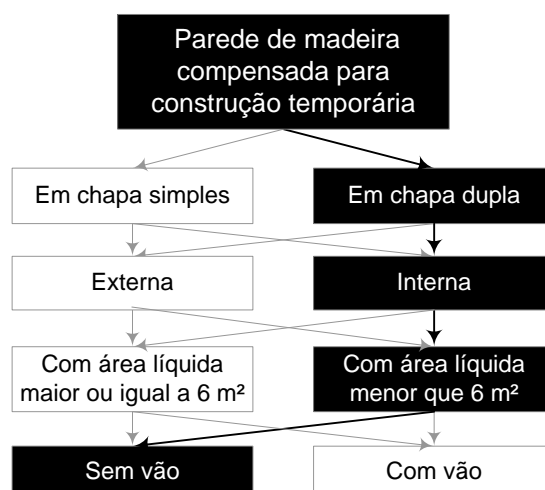 Parede de madeira
compensada para
construção temporária
Em chapa simples
Em chapa dupla
Externa
Interna
Com área líquida
maior ou igual a 6 m²
Com área líquida
menor que 6 m²
Sem vão
Com vão